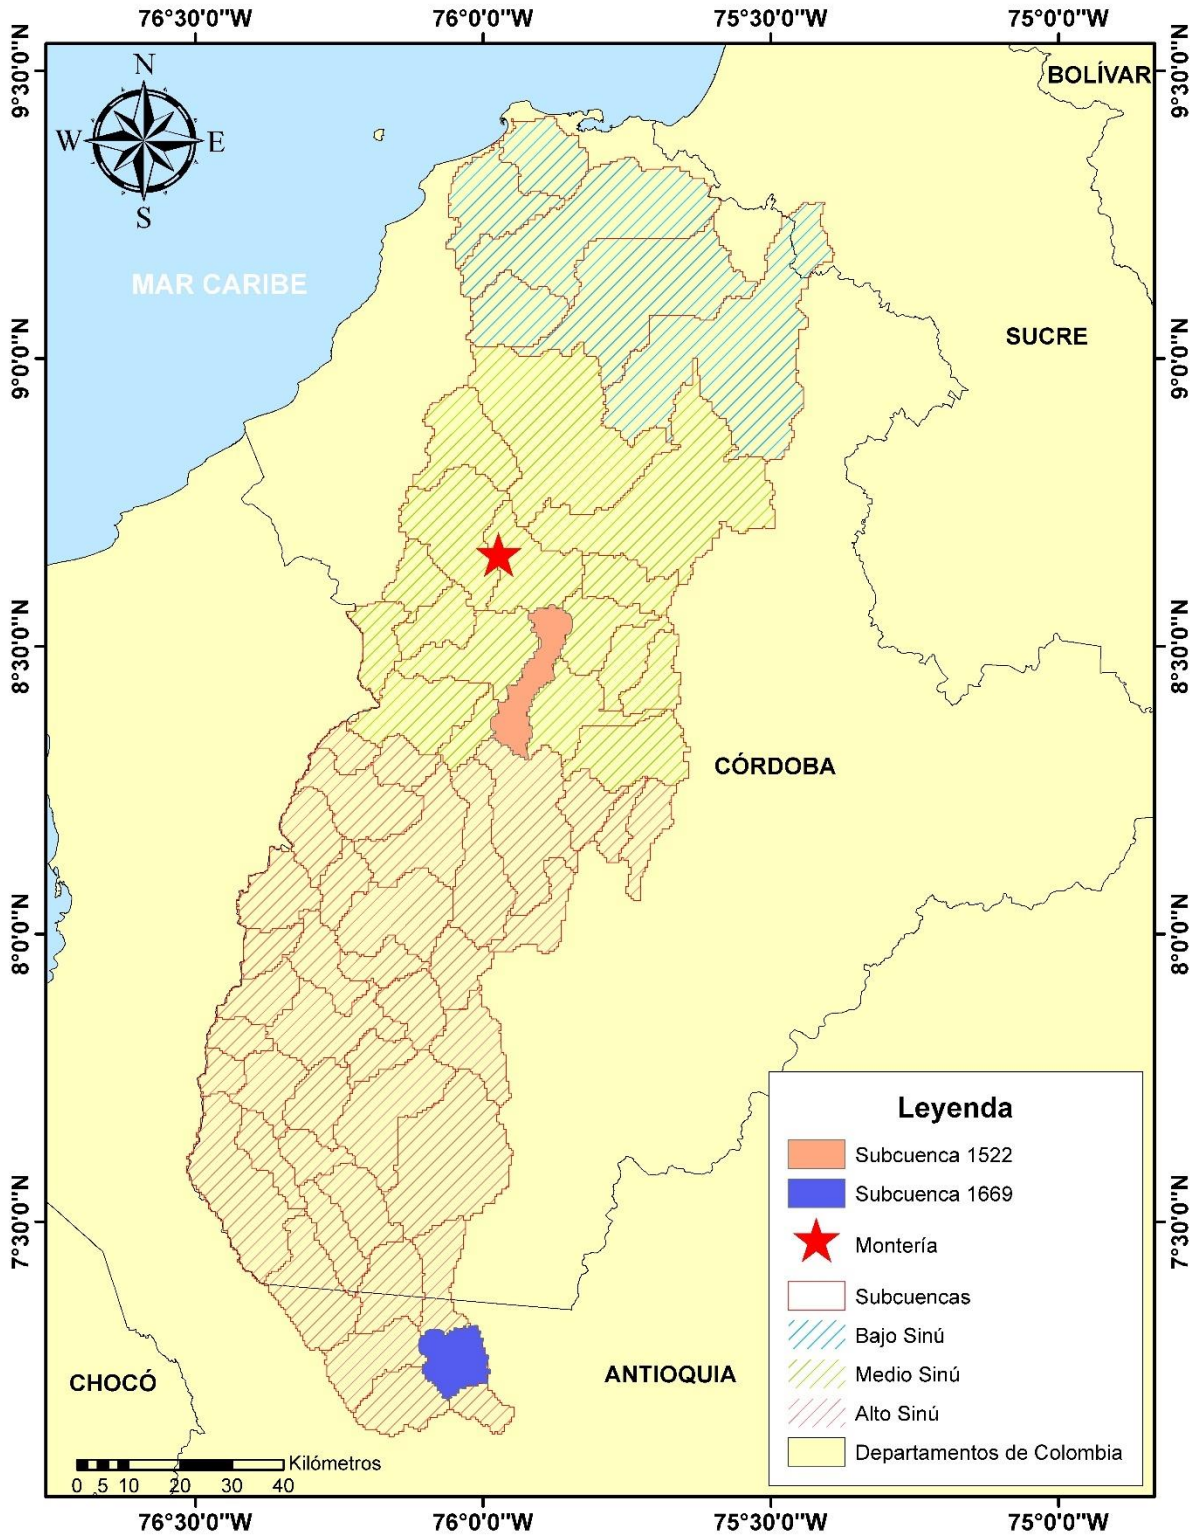 76°30'0"W 76°0'0"W 75°30'0"W 75°0'0"W
9°30'0"N 9°30'0"N
BOLÍVAR
N
W E
S
MAR CARIBE
SUCRE
9°0'0"N 9°0'0"N
8°30'0"N 8°30'0"N
CÓRDOBA
8°0'0"N 8°0'0"N
7°30'0"N 7°30'0"N
Leyenda
Subcuenca 1522
Subcuenca 1669
Montería
Subcuencas
Bajo Sinú
Medio Sinú
Alto Sinú
Departamentos de Colombia
CHOCÓ
ANTIOQUIA
Kilómetros
0 5 10 20 30 40
76°30'0"W 76°0'0"W 75°30'0"W 75°0'0"W